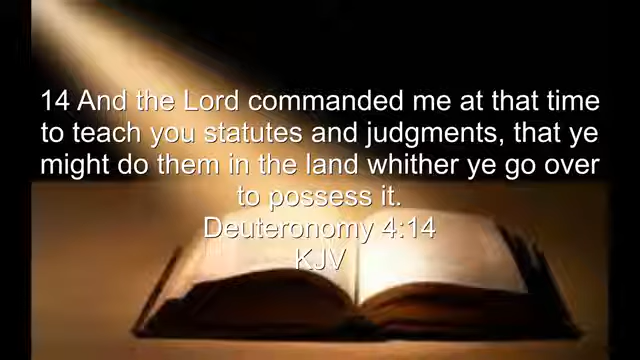 14 And the Lord commanded me at that time
to teach you statutes and judgments, that ye
might do them in the land whither ye go over
to possess it.
Deuteronomy 4:14
KJV